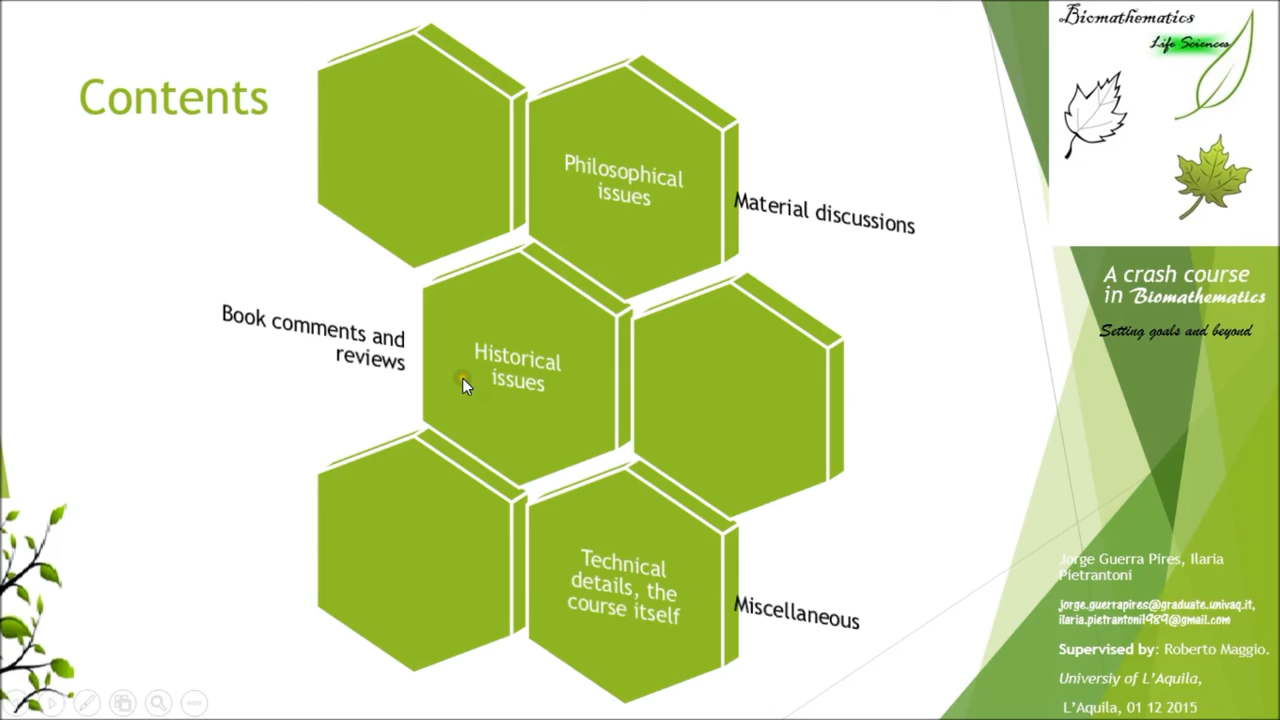 Contents
Philosophical
issues
Material discussions
Book comments and
reviews
Historical
issues
Technical
details, the
course itself
Miscellaneous
Biomathematics
Life Sciences
A crash course
in Biomathematics
Setting goals and beyond
Jorge Guerra Pires, Ilaria
Pietrantoni
jorge.guerrapires@graduate.univaq.it,
ilaria.pietrantoni1989@gmail.com
Supervised by: Roberto Maggio.
Universiy of L'Aquila,
L'Aquila, 01 12 2015